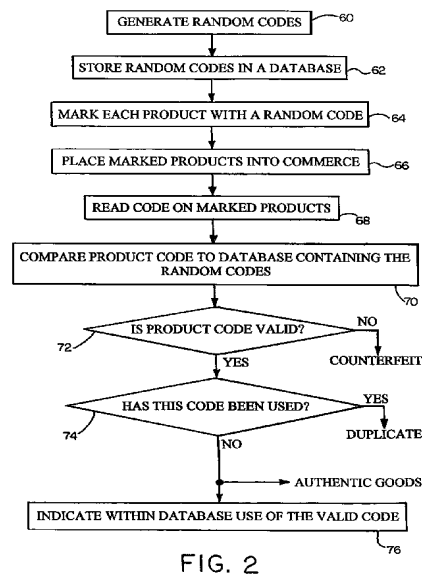 GENERATE RANDOM CODES
60
STORE RANDOM CODES IN A DATABASE
62
MARK EACH PRODUCT WITH A RANDOM CODE
64
PLACE MARKED PRODUCTS INTO COMMERCE
66
READ CODE ON MARKED PRODUCTS
68
COMPARE PRODUCT CODE TO DATABASE CONTAINING THE
RANDOM CODES
70
IS PRODUCT CODE VALID?
NO
72
COUNTERFEIT
YES
HAS THIS CODE BEEN USED?
YES
74
DUPLICATE
NO
AUTHENTIC GOODS
INDICATE WITHIN DATABASE USE OF THE VALID CODE
76
FIG. 2